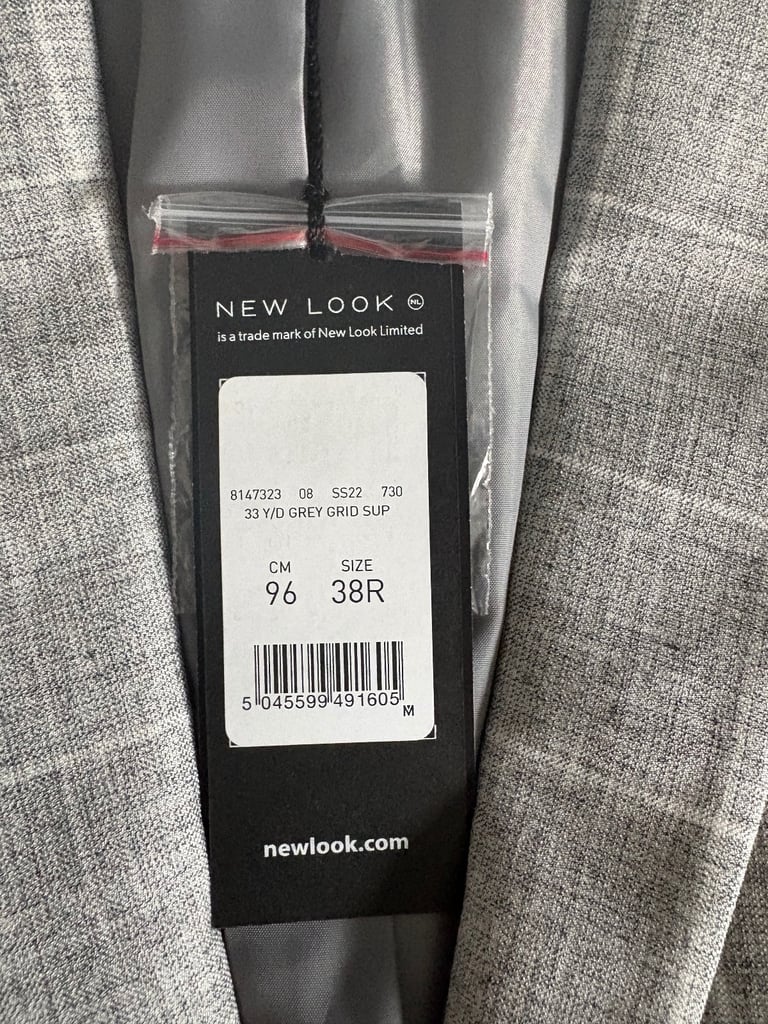 NEW LOOK NL
is a trade mark of New Look Limited
8147323 08 SS22 730
33 Y/D GREY GRID SUP
CM SIZE
96 38R
5 045599 491605
M
newlook.com